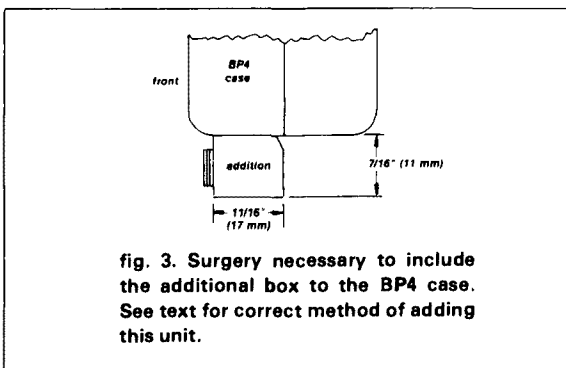 BP4
case
front
addition
7/16" (11 mm)
11/16"
(17 mm)
fig. 3. Surgery necessary to include
the additional box to the BP4 case.
See text for correct method of adding
this unit.